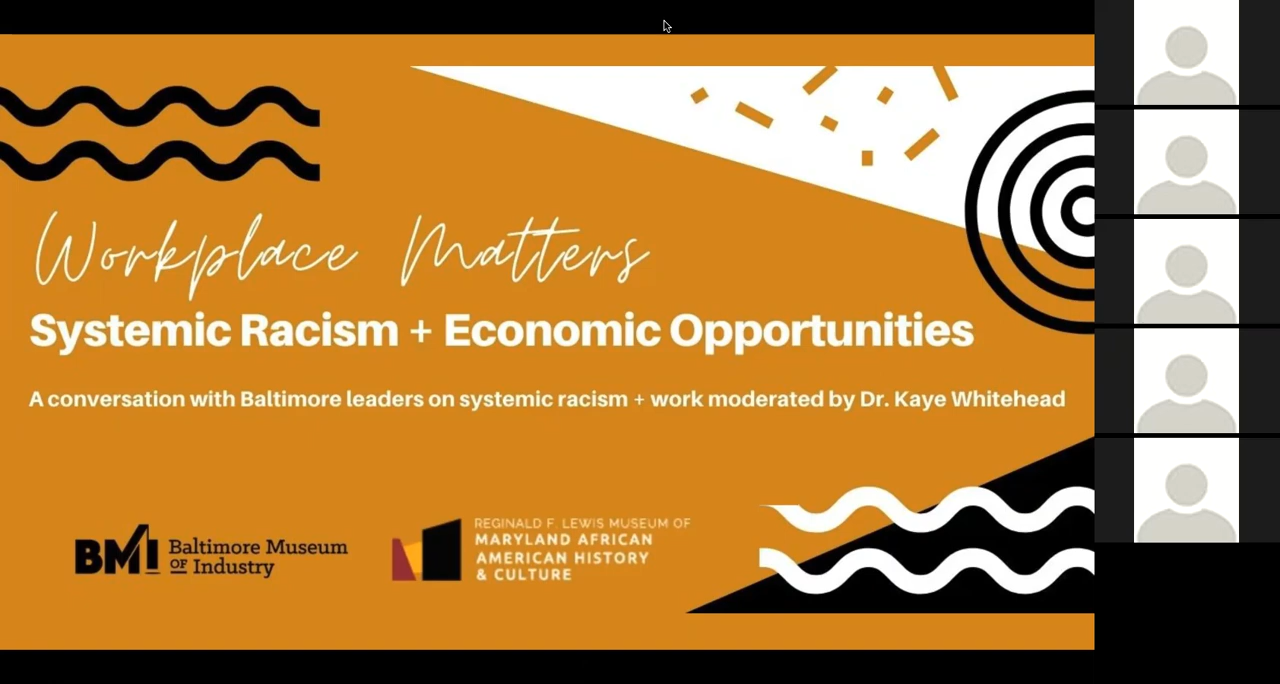 Workplace Matters
Systemic Racism + Economic Opportunities
A conversation with Baltimore leaders on systemic racism + work moderated by Dr. Kaye Whitehead
BMI
Baltimore Museum
OF Industry
REGINALD F. LEWIS MUSEUM OF
MARYLAND AFRICAN
AMERICAN HISTORY
& CULTURE